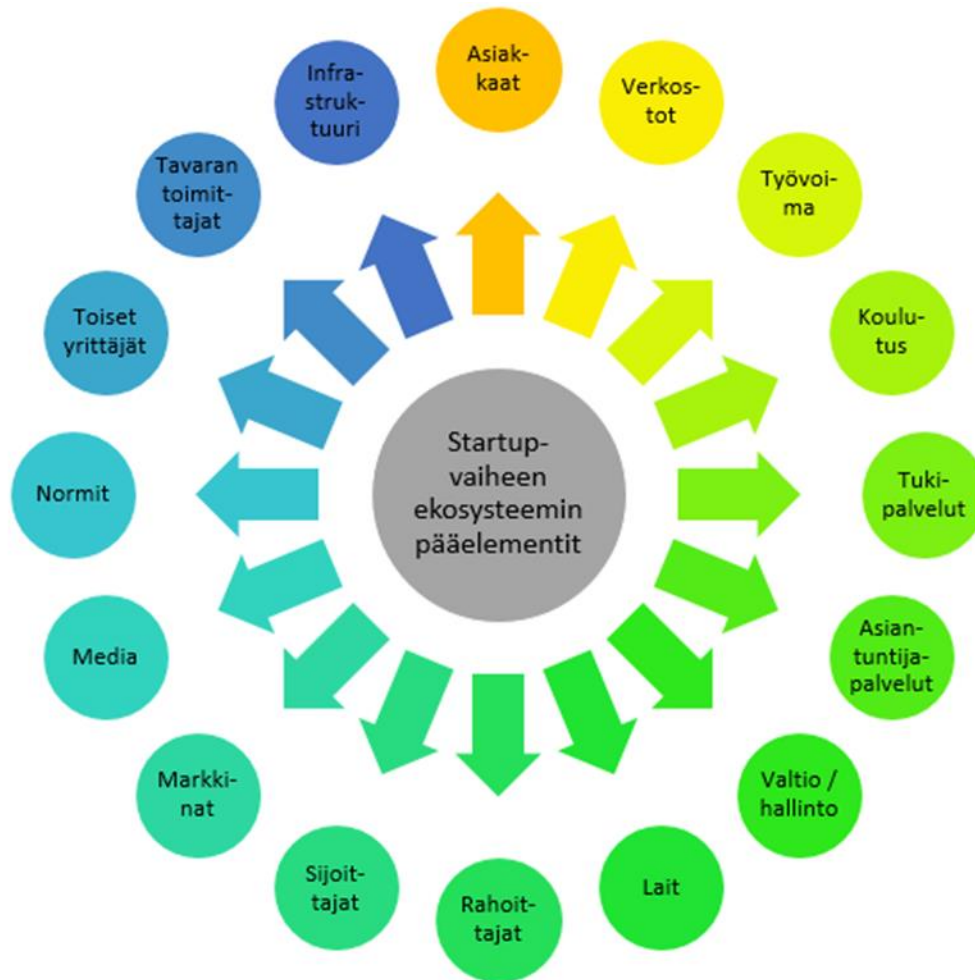 Startup-
vaiheen
ekosysteemin
pääelementit
Asiak-
kaat
Verkos-
tot
Työvoi-
ma
Koulu-
tus
Tuki-
palvelut
Asian-
tuntija-
palvelut
Valtio /
hallinto
Lait
Rahoit-
tajat
Sijoit-
tajat
Markki-
nat
Media
Normit
Toiset
yrittäjät
Tavaran
toimit-
tajat
Infra-
struk-
tuuri